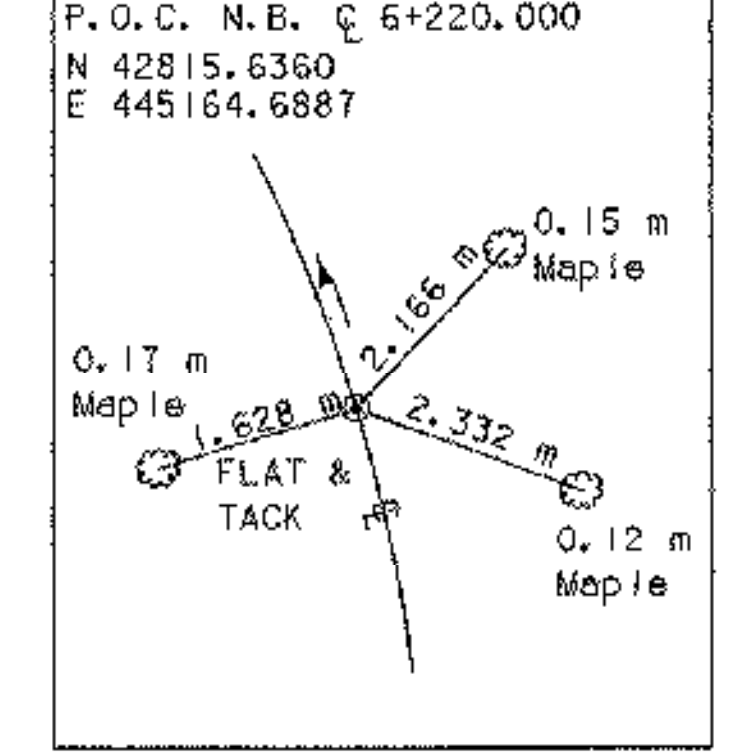 P.O.C. N.B. ℄ 6+220.000
N 42815.6360
E 445164.6887
0.15 m
Maple
2.166 m
0.17 m
Maple
1.628 m
2.332 m
FLAT &
TACK
℄
0.12 m
Maple